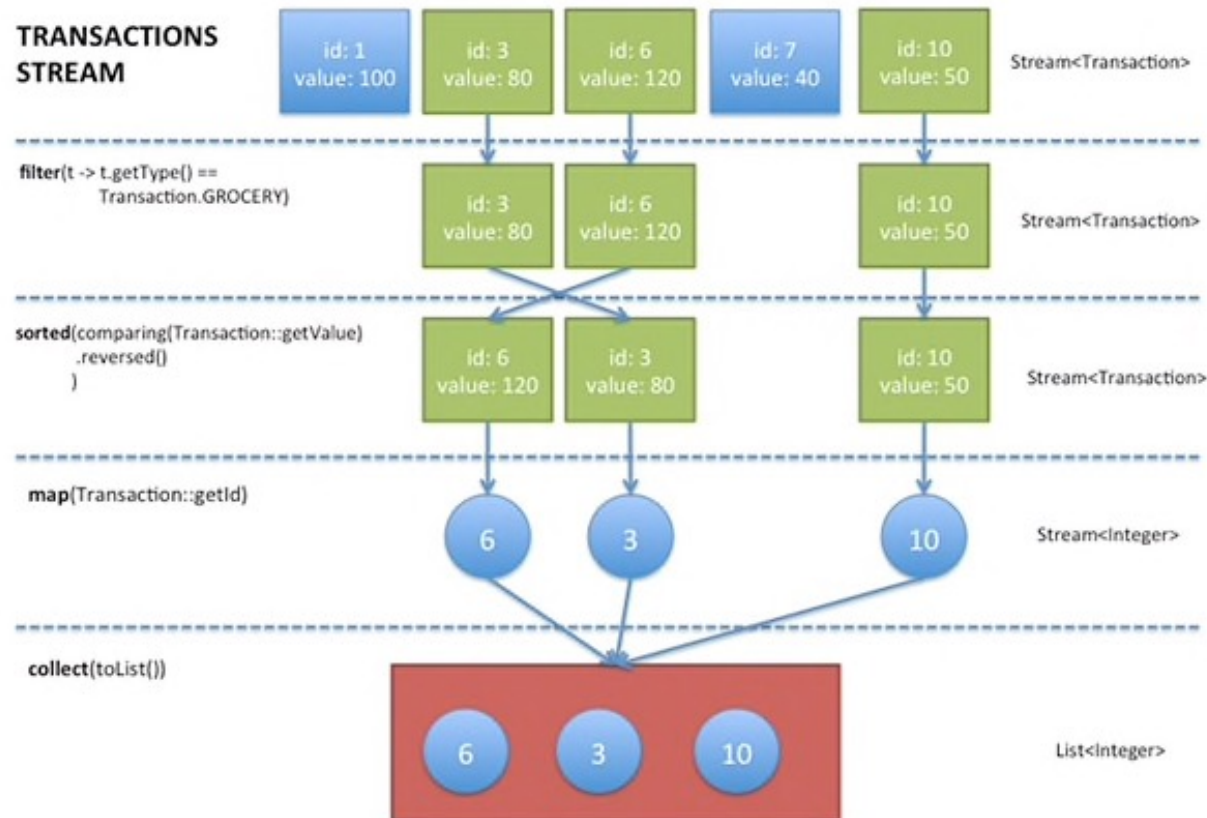 TRANSACTIONS
STREAM
id: 1
value: 100
id: 3
value: 80
id: 6
value: 120
id: 7
value: 40
id: 10
value: 50
Stream<Transaction>
filter(t -> t.getType() ==
Transaction.GROCERY)
id: 3
value: 80
id: 6
value: 120
id: 10
value: 50
Stream<Transaction>
sorted(comparing(Transaction::getValue)
.reversed()
)
id: 6
value: 120
id: 3
value: 80
id: 10
value: 50
Stream<Transaction>
map(Transaction::getId)
6
3
10
Stream<Integer>
collect(toList())
6
3
10
List<Integer>